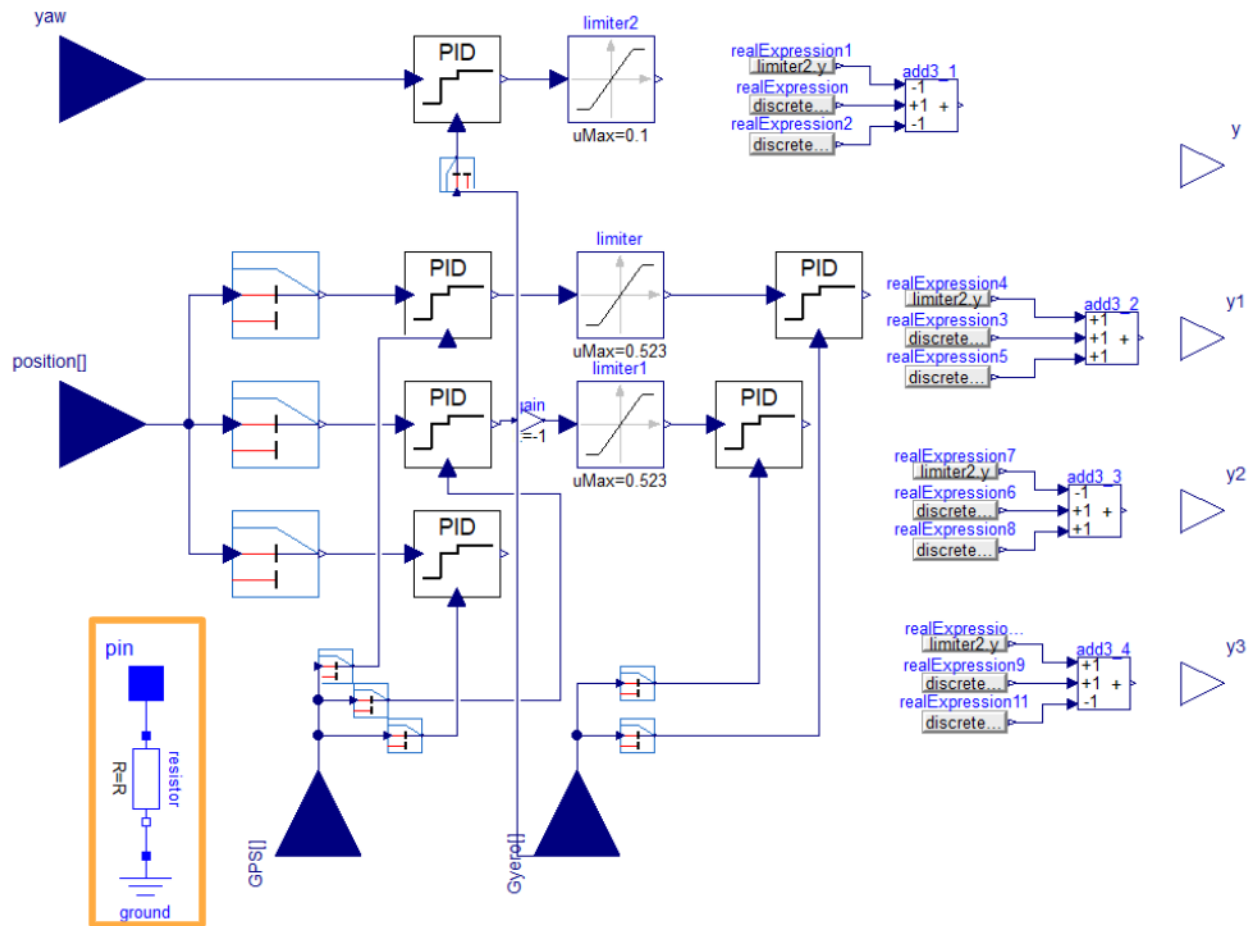 yaw
PID
limiter2
uMax=0.1
realExpression1
limiter2.y
realExpression
discrete...
realExpression2
discrete...
add3_1
-1
+1 +
-1
y
PID
limiter
uMax=0.523
PID
realExpression4
limiter2.y
realExpression3
discrete...
realExpression5
discrete...
add3_2
+1
+1 +
+1
y1
position[]
PID
=-1
limiter1
uMax=0.523
PID
realExpression7
limiter2.y
realExpression6
discrete...
realExpression8
discrete...
add3_3
-1
+1 +
+1
y2
PID
realExpressio...
limiter2.y
realExpression9
discrete...
realExpression11
discrete...
add3_4
+1
+1 +
-1
y3
pin
resistor
R=R
ground
GPS[]
Gyero[]